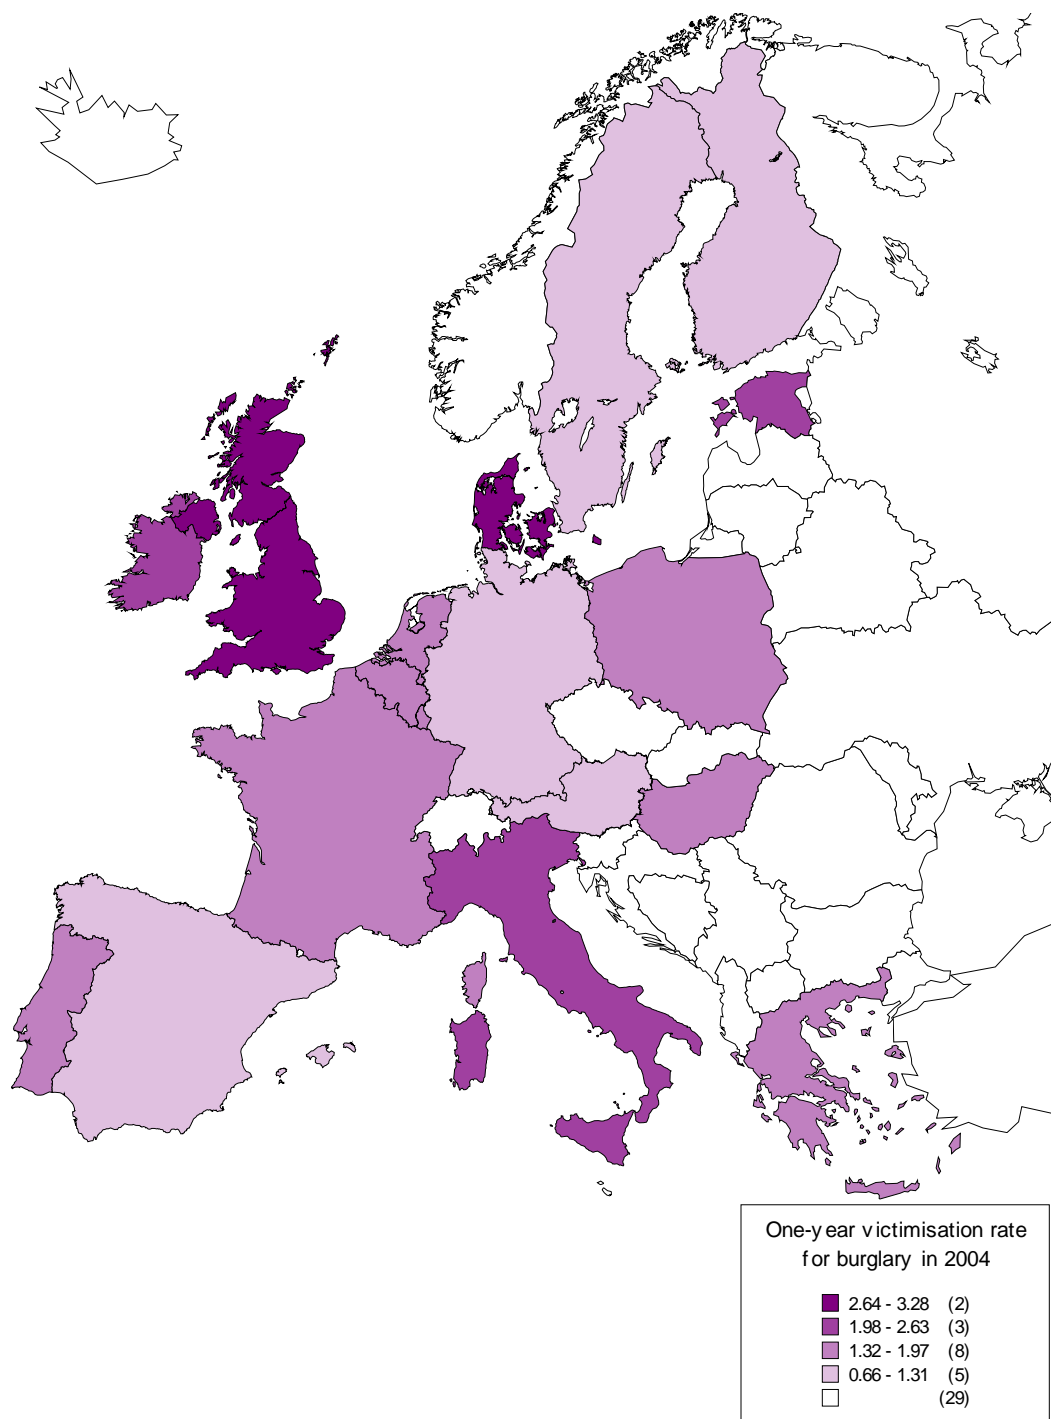 One-year victimisation rate
for burglary in 2004
2.64 - 3.28 (2)
1.98 - 2.63 (3)
1.32 - 1.97 (8)
0.66 - 1.31 (5)
(29)